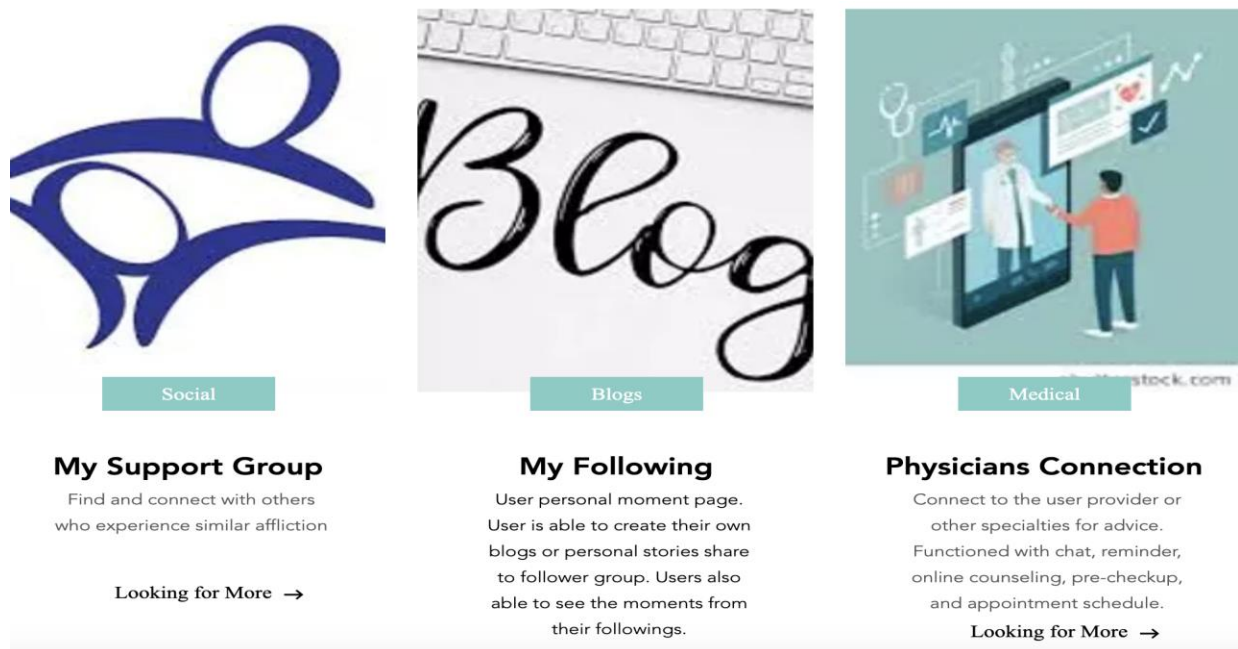 Blog
stock.com
Social
Blogs
Medical
My Support Group
Find and connect with others
who experience similar affliction
Looking for More →
My Following
User personal moment page.
User is able to create their own
blogs or personal stories share
to follower group. Users also
able to see the moments from
their followings.
Physicians Connection
Connect to the user provider or
other specialties for advice.
Functioned with chat, reminder,
online counseling, pre-checkup,
and appointment schedule.
Looking for More →